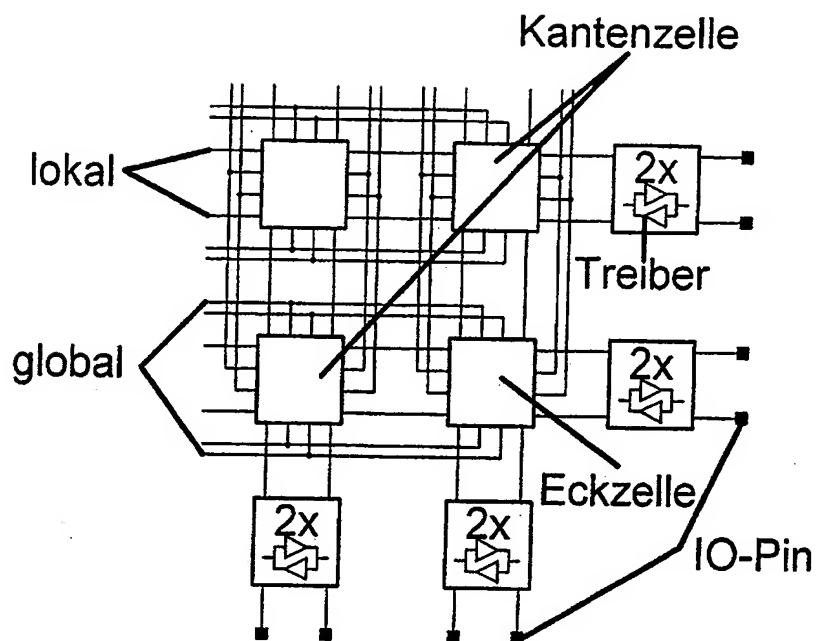 Kantenzelle
lokal
2x
Treiber
global
2x
Eckzelle
2x
2x
IO-Pin